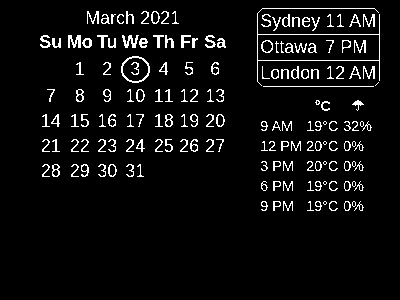 March 2021
Su Mo Tu We Th Fr Sa
1 2 3 4 5 6
7 8 9 10 11 12 13
14 15 16 17 18 19 20
21 22 23 24 25 26 27
28 29 30 31
Sydney 11 AM
Ottawa 7 PM
London 12 AM
°C ☂
9 AM 19°C 32%
12 PM 20°C 0%
3 PM 20°C 0%
6 PM 19°C 0%
9 PM 19°C 0%